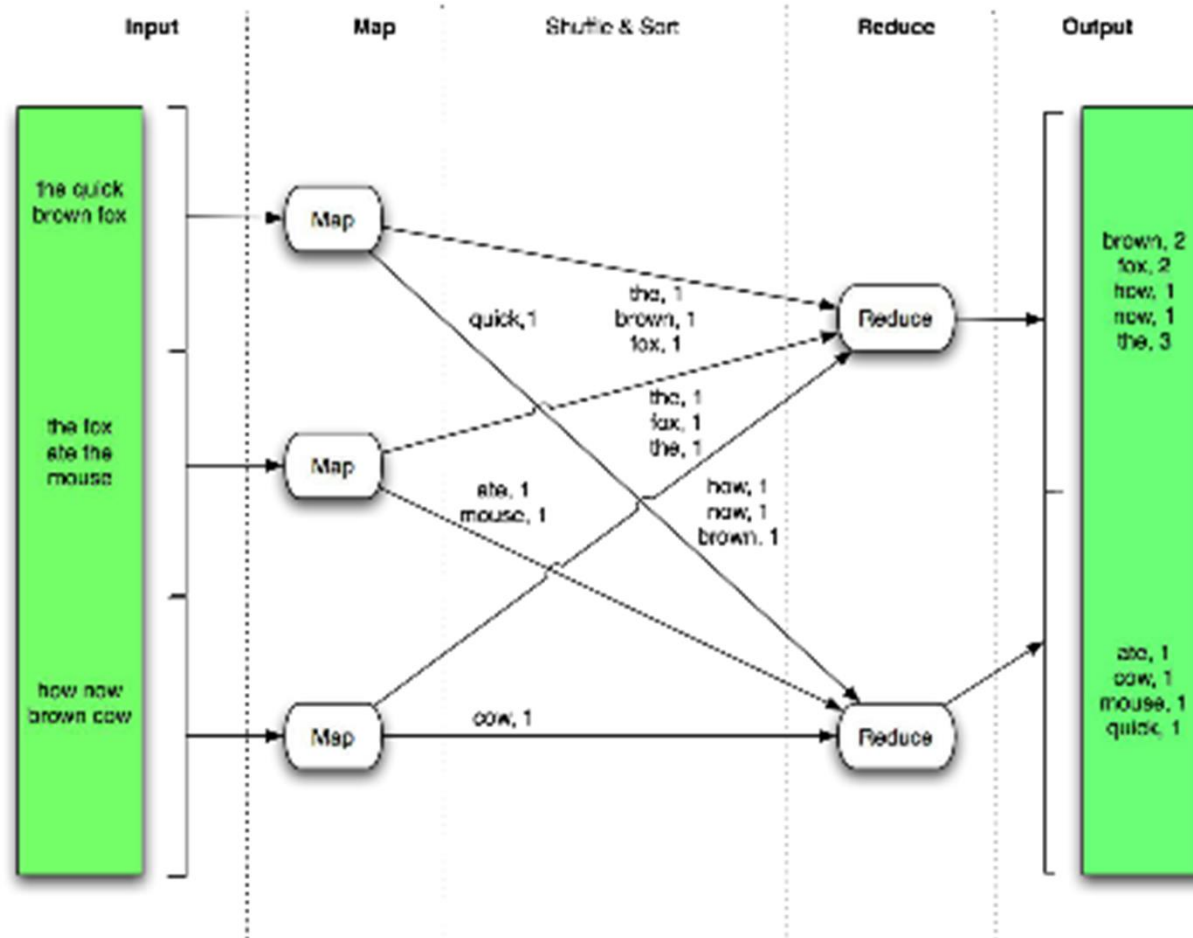 Input
Map
Shuffle & Sort
Reduce
Output
the quick
brown fox
the fox
ate the
mouse
how now
brown cow
Map
Map
Map
quick,1
the, 1
brown, 1
fox, 1
the, 1
fox, 1
the, 1
ate, 1
mouse, 1
how, 1
now, 1
brown, 1
cow, 1
Reduce
Reduce
brown, 2
fox, 2
how, 1
now, 1
the, 3
ate, 1
cow, 1
mouse, 1
quick, 1